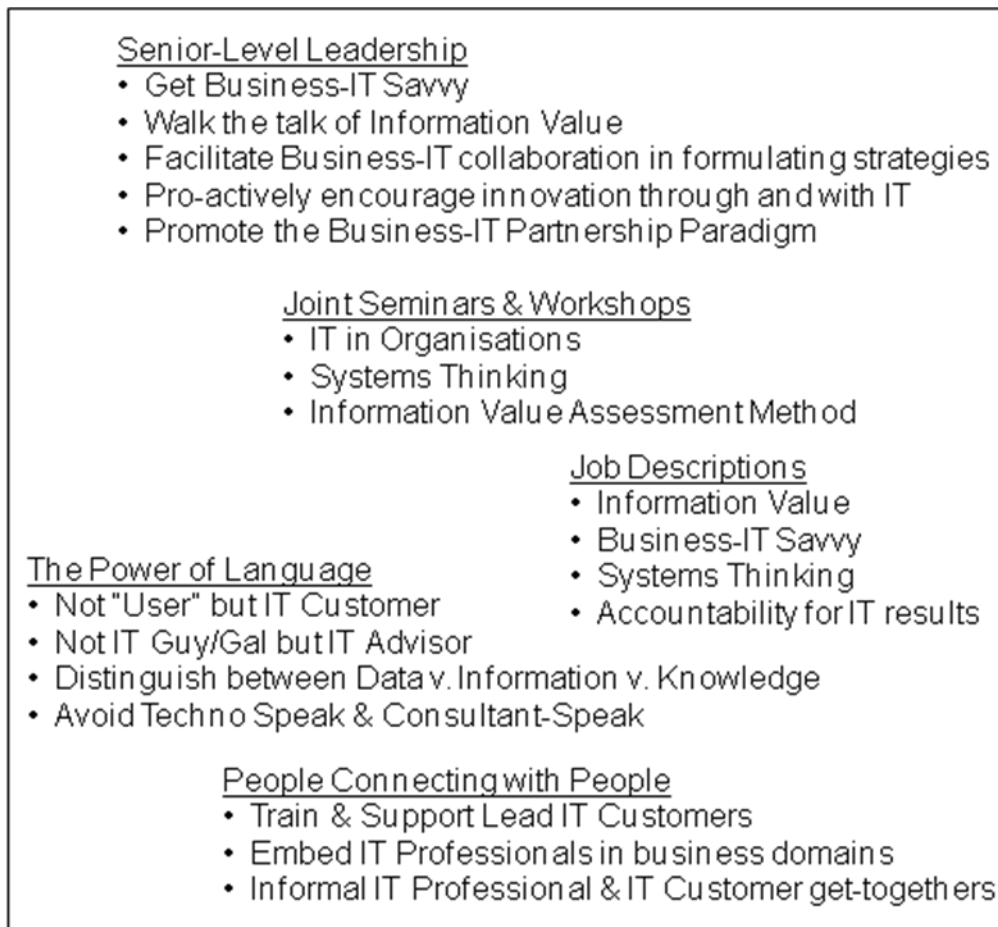 Senior-Level Leadership
• Get Business-IT Savvy
• Walk the talk of Information Value
• Facilitate Business-IT collaboration in formulating strategies
• Pro-actively encourage innovation through and with IT
• Promote the Business-IT Partnership Paradigm
Joint Seminars & Workshops
• IT in Organisations
• Systems Thinking
• Information Value Assessment Method
Job Descriptions
• Information Value
• Business-IT Savvy
• Systems Thinking
• Accountability for IT results
The Power of Language
• Not "User" but IT Customer
• Not IT Guy/Gal but IT Advisor
• Distinguish between Data v. Information v. Knowledge
• Avoid Techno Speak & Consultant-Speak
People Connecting with People
• Train & Support Lead IT Customers
• Embed IT Professionals in business domains
• Informal IT Professional & IT Customer get-togethers